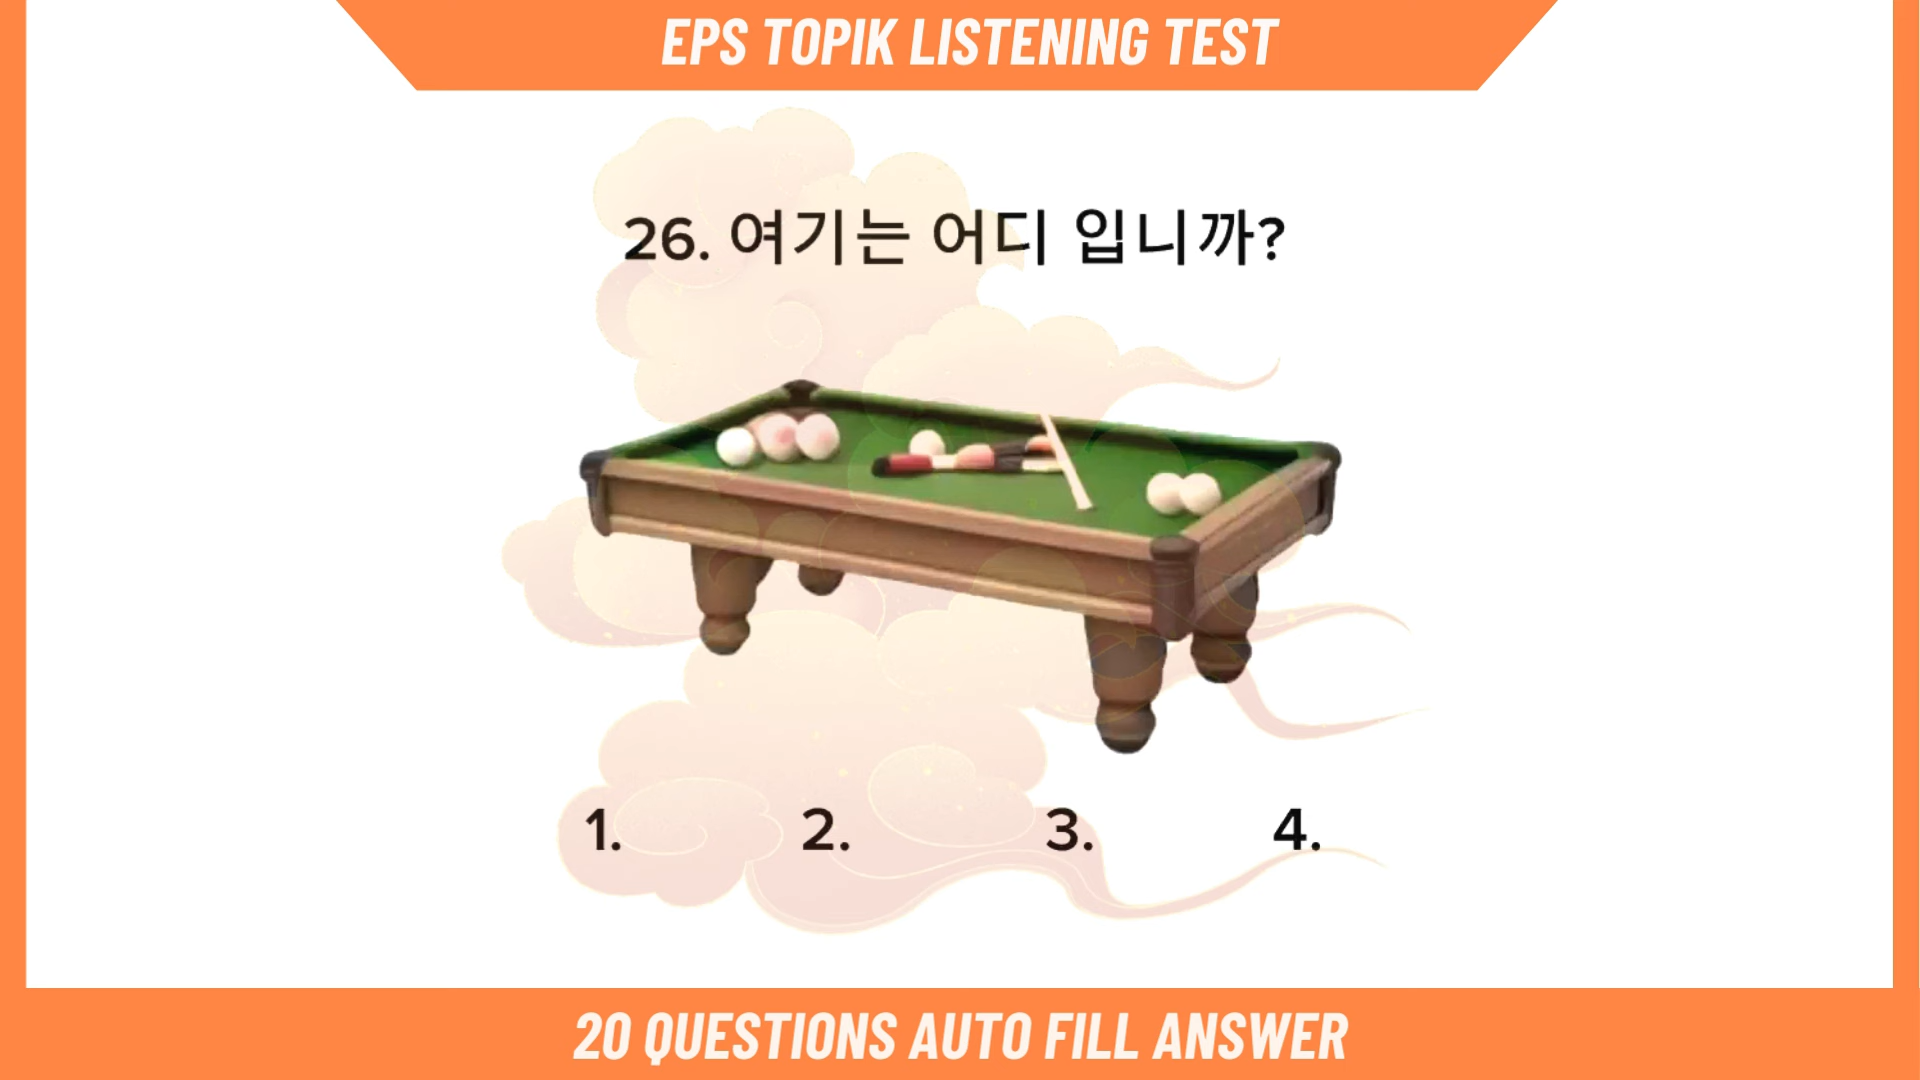 EPS TOPIK LISTENING TEST
26. 여기는 어디 입니까?
1. 2. 3. 4.
20 QUESTIONS AUTO FILL ANSWER